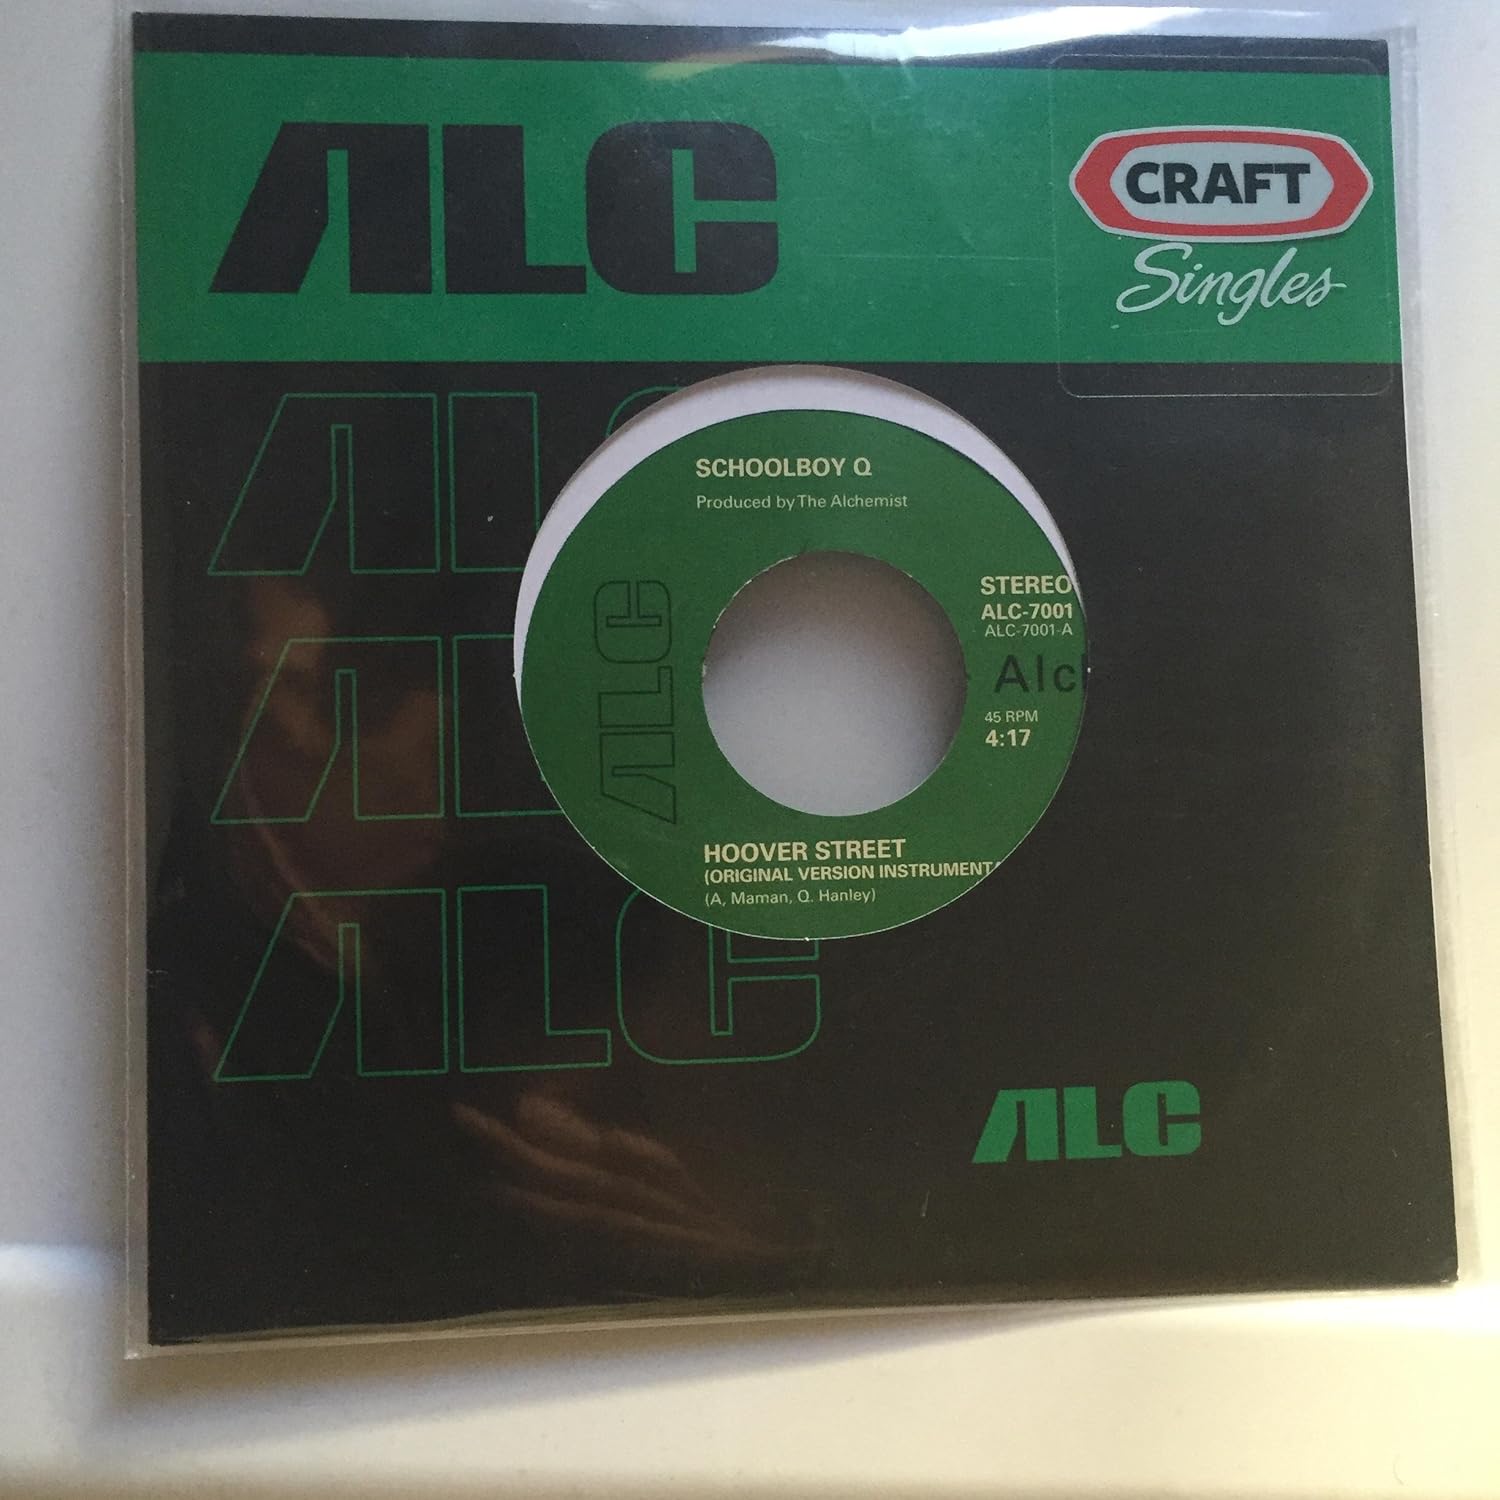 ALC
CRAFT
Singles
ALC
SCHOOLBOY Q
Produced by The Alchemist
ALC
STEREO
ALC-7001
ALC-7001-A
45 RPM
4:17
ALC
HOOVER STREET
(ORIGINAL VERSION
(A, Maman, Q. Hanley)
ALC
ALC